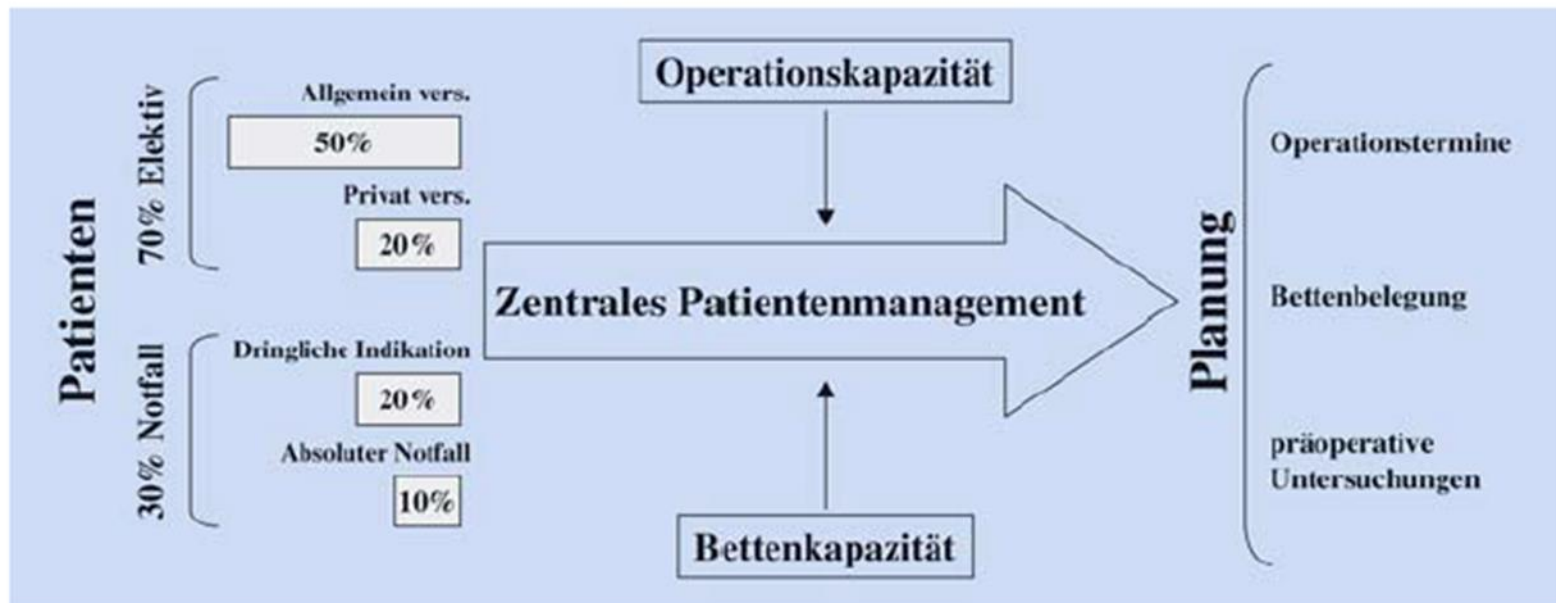 Patienten
70% Elektiv
Allgemein vers.
50%
Privat vers.
20%
30% Notfall
Dringliche Indikation
20%
Absoluter Notfall
10%
Operationskapazität
Zentrales Patientenmanagement
Bettenkapazität
Planung
Operationstermine
Bettenbelegung
präoperative
Untersuchungen